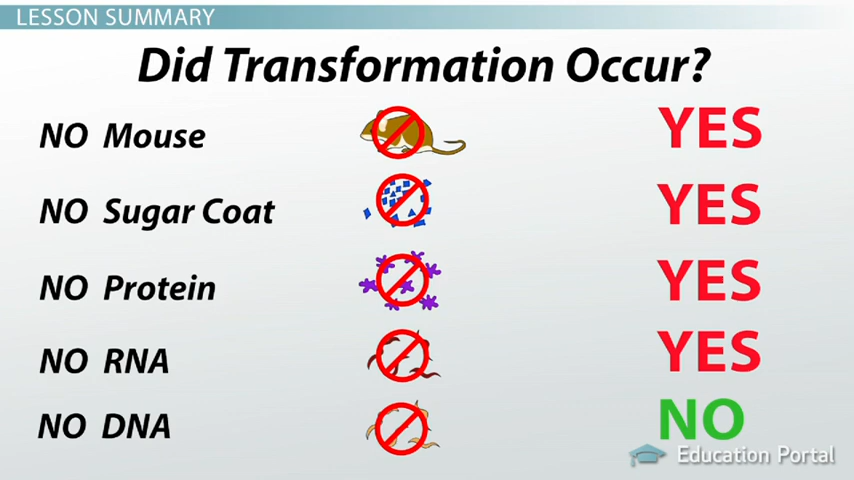 LESSON SUMMARY
Did Transformation Occur?
NO Mouse YES
NO Sugar Coat YES
NO Protein YES
NO RNA YES
NO DNA NO
Education Portal